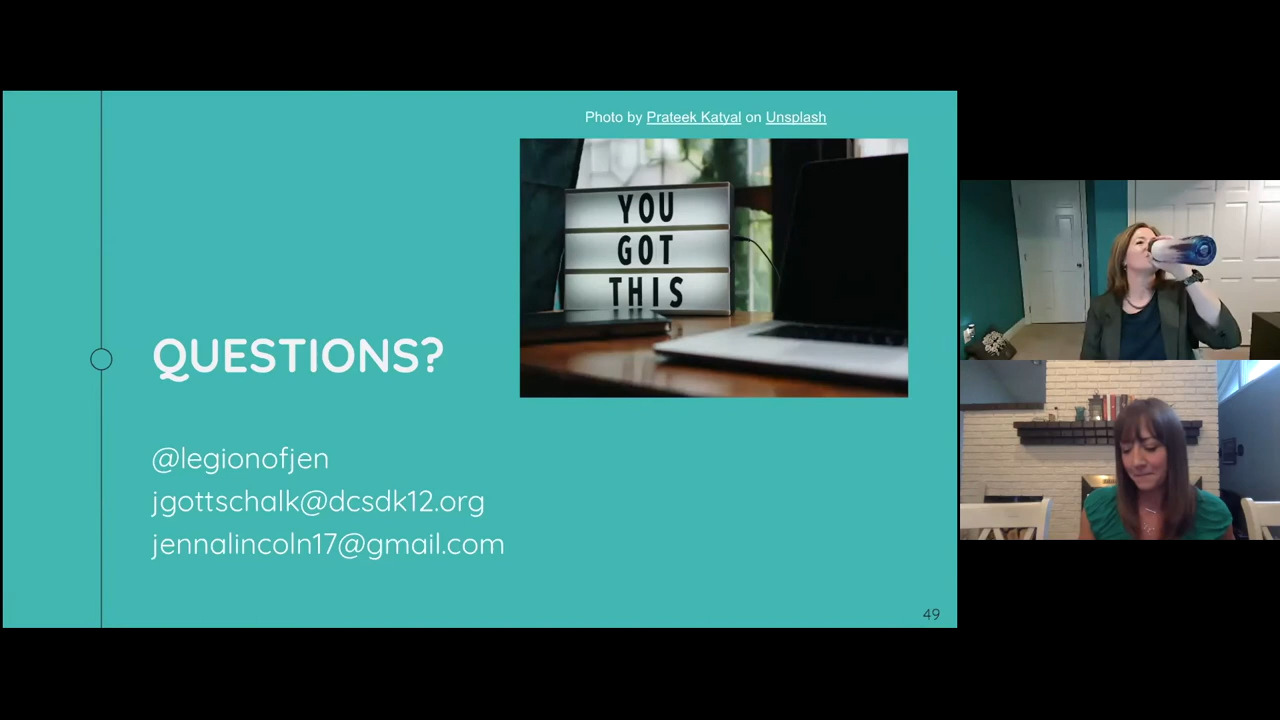 Photo by Prateek Katyal on Unsplash
YOU
GOT
THIS
QUESTIONS?
@legionofjen
jgottschalk@dcsdk12.org
jennalincoln17@gmail.com
49